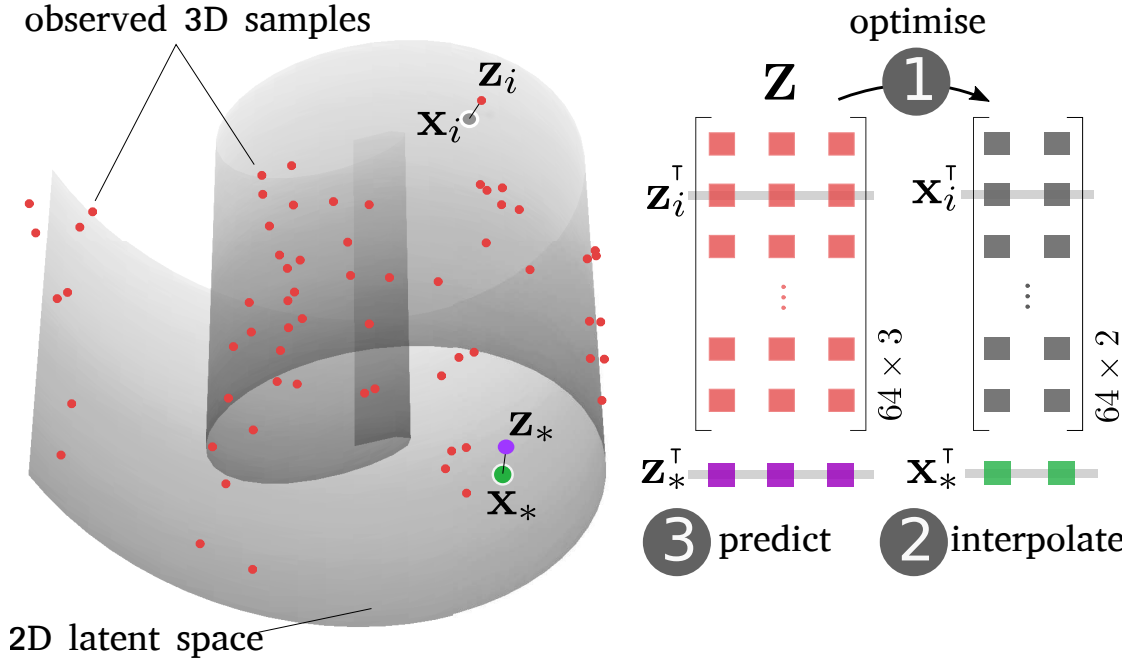 observed 3D samples
optimise
1
Z
z_i
x_i
z_i^⊤
x_i^⊤
64 × 3
64 × 2
z_*
x_*
z_*^⊤
x_*^⊤
3 predict
2 interpolate
2D latent space